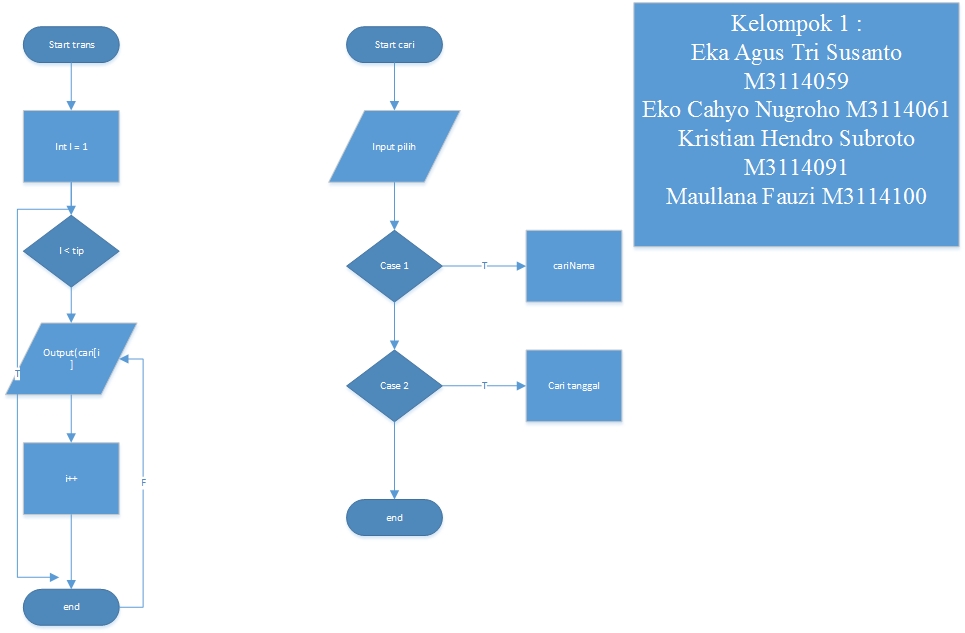 Start trans
Int I = 1
I < tip
T
Output(cari[i
]
i++
F
end
Start cari
Input pilih
Case 1
T
cariNama
Case 2
T
Cari tanggal
end
Kelompok 1 :
Eka Agus Tri Susanto
M3114059
Eko Cahyo Nugroho M3114061
Kristian Hendro Subroto
M3114091
Maullana Fauzi M3114100